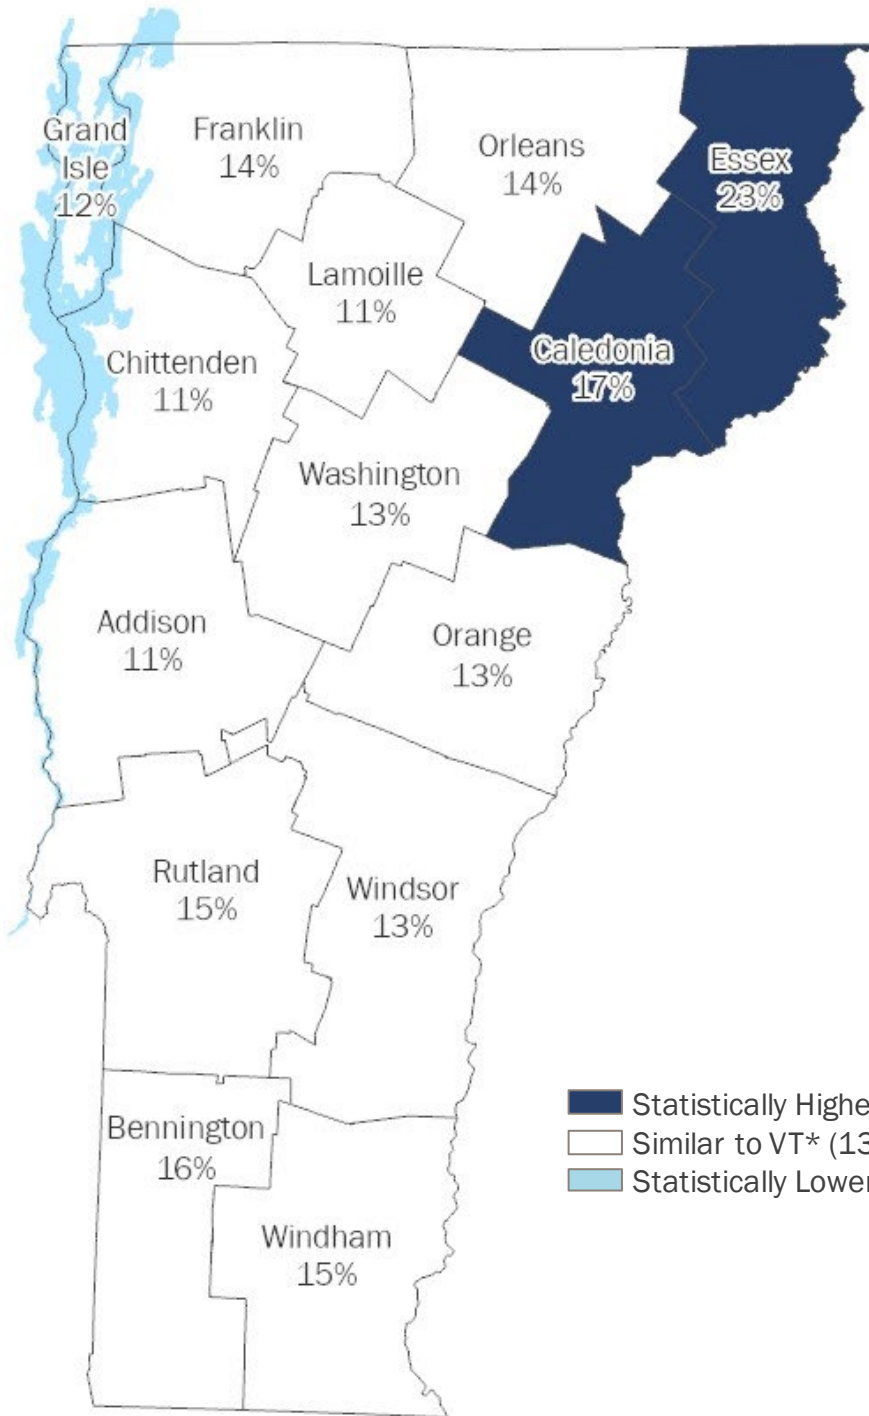 Grand
Isle
12%
Franklin
14%
Orleans
14%
Essex
23%
Lamoille
11%
Chittenden
11%
Caledonia
17%
Washington
13%
Addison
11%
Orange
13%
Rutland
15%
Windsor
13%
Bennington
16%
Windham
15%
Statistically Highe
Similar to VT* (13
Statistically Lower